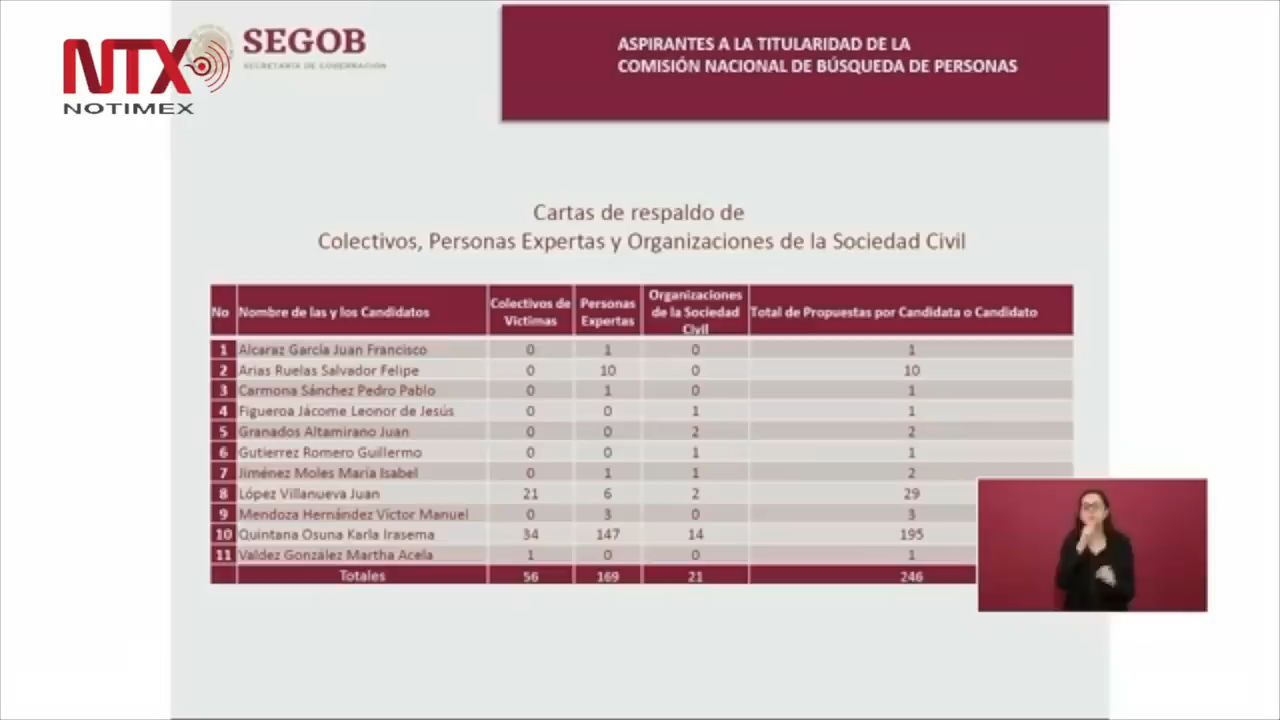 NTX
NOTIMEX
SEGOB
SECRETARÍA DE GOBERNACIÓN
ASPIRANTES A LA TITULARIDAD DE LA
COMISIÓN NACIONAL DE BÚSQUEDA DE PERSONAS
Cartas de respaldo de
Colectivos, Personas Expertas y Organizaciones de la Sociedad Civil
No Nombre de las y los Candidatos Colectivos de Víctimas Personas Expertas Organizaciones de la Sociedad Civil Total de Propuestas por Candidata o Candidato
1 Alcaraz García Juan Francisco 0 1 0 1
2 Arias Ruelas Salvador Felipe 0 10 0 10
3 Carmona Sánchez Pedro Pablo 0 1 0 1
4 Figueroa Jácome Leonor de Jesús 0 0 1 1
5 Granados Altamirano Juan 0 0 2 2
6 Gutierrez Romero Guillermo 0 0 1 1
7 Jiménez Moles María Isabel 0 1 1 2
8 López Villanueva Juan 21 6 2 29
9 Mendoza Hernández Víctor Manuel 0 3 0 3
10 Quintana Osuna Karla Irasema 34 147 14 195
11 Valdez González Martha Acela 1 0 0 1
Totales 56 169 21 246